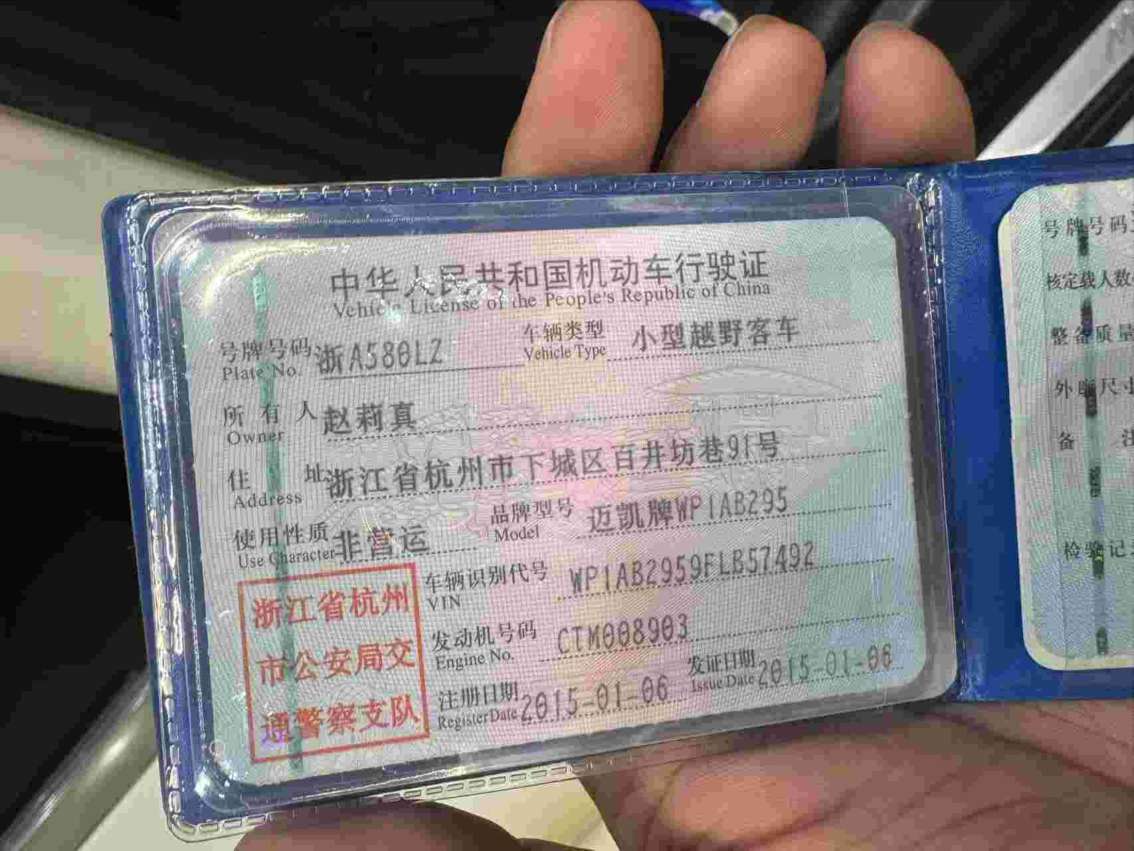 中华人民共和国机动车行驶证
Vehicle License of the People's Republic of China
号牌号码 浙A580LZ 车辆类型 小型越野客车
Plate No. Vehicle Type
所有人 赵莉真
Owner
住址 浙江省杭州市下城区百井坊巷91号
Address
使用性质 非营运 品牌型号 迈凯牌WP1AB295
Use Character Model
浙江省杭州
市公安局交
通警察支队
车辆识别代号 WP1AB2959FLB57492
VIN
发动机号码 CTM008903
Engine No.
注册日期 2015-01-06 发证日期 2015-01-06
Register Date Issue Date
号牌号码
核定载人数
整备质量
外廓尺寸
备注
检验记录